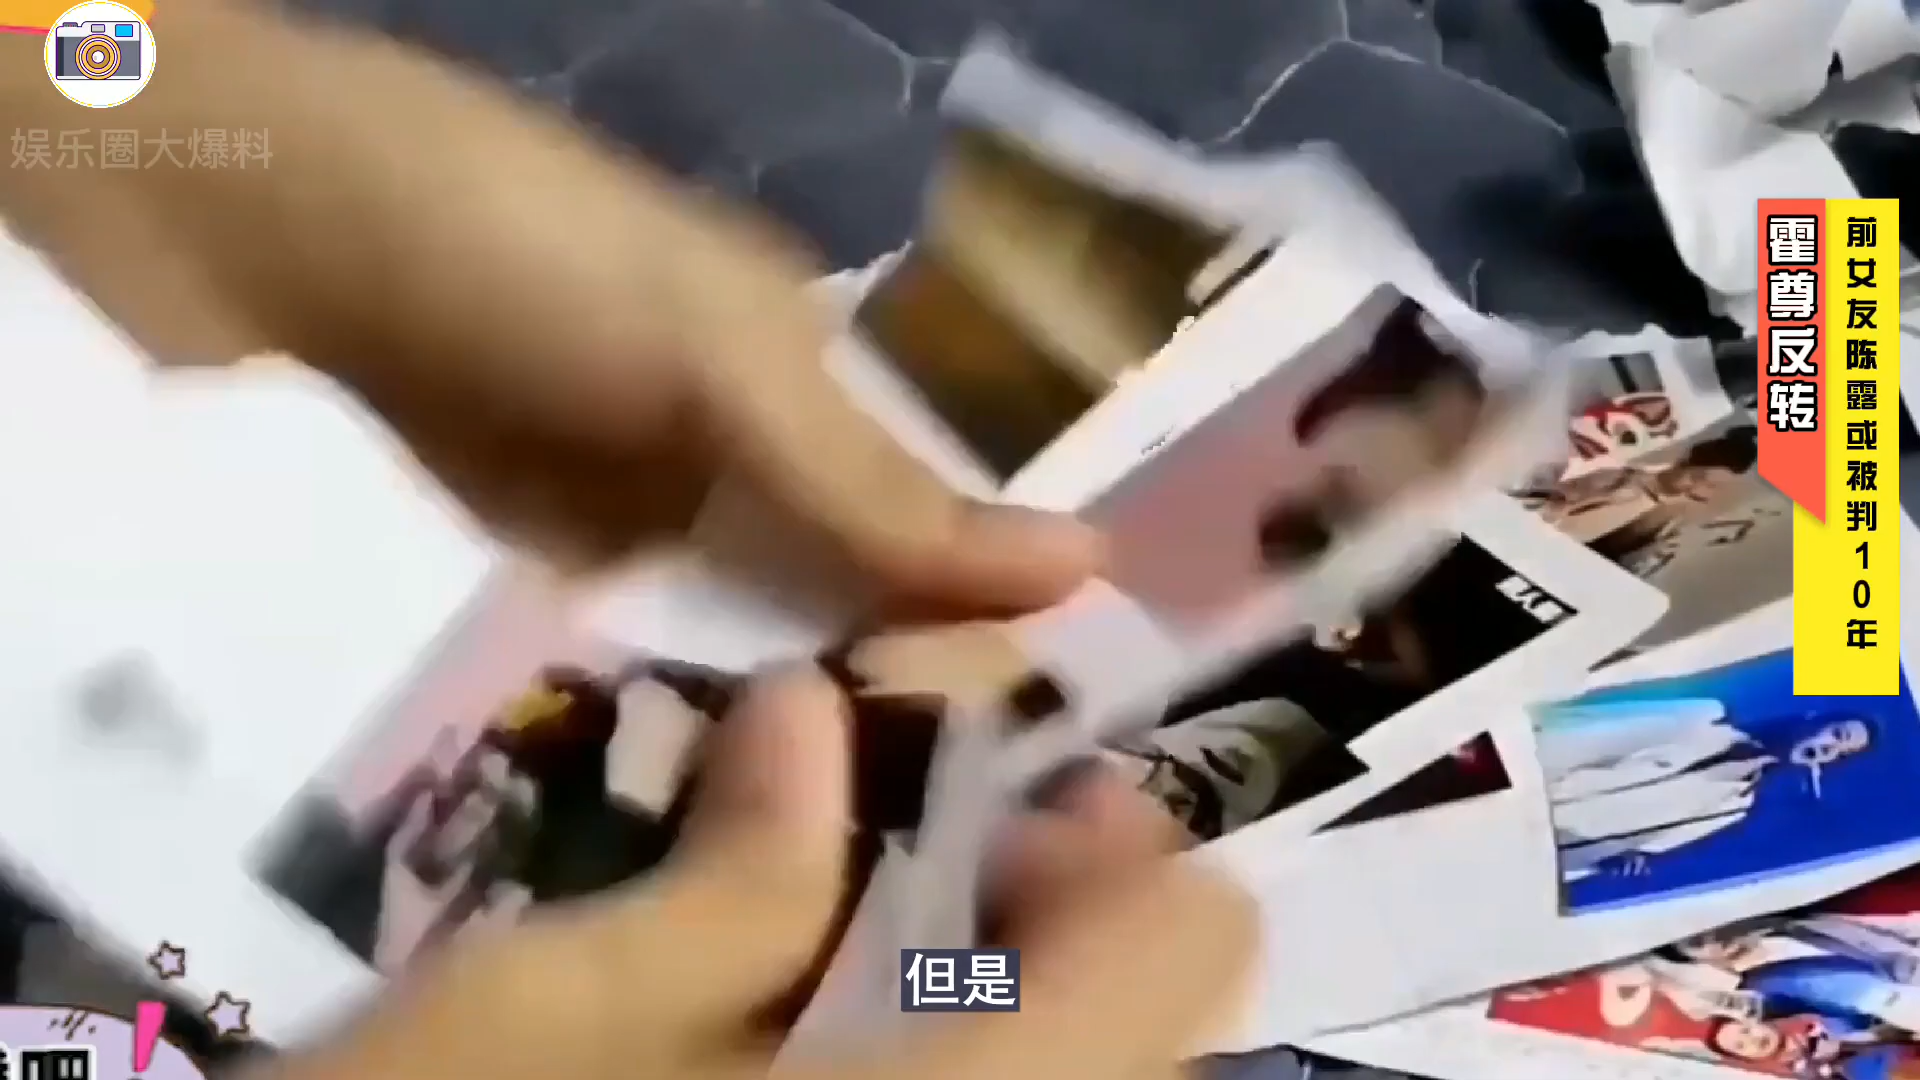 娱乐圈大爆料
霍尊反转
前女友陈露或被判10年
但是
吧